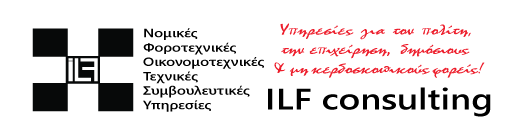 ILF
Νομικές
Φοροτεχνικές
Οικονομοτεχνικές
Τεχνικές
Συμβουλευτικές
Υπηρεσίες
Υπηρεσίες για τον πολίτη,
την επιχείρηση, δημόσιους
& μη κερδοσκοπικούς φορείς!
ILF consulting